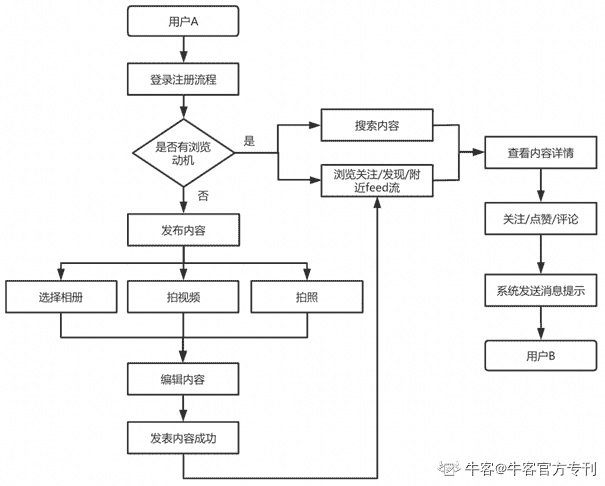 用户A
登录注册流程
是否有浏览
动机
是
否
搜索内容
浏览关注/发现/附
近feed流
查看内容详情
关注/点赞/评论
系统发送消息提示
用户B
发布内容
选择相册
拍视频
拍照
编辑内容
发表内容成功
牛客@牛客官方专刊